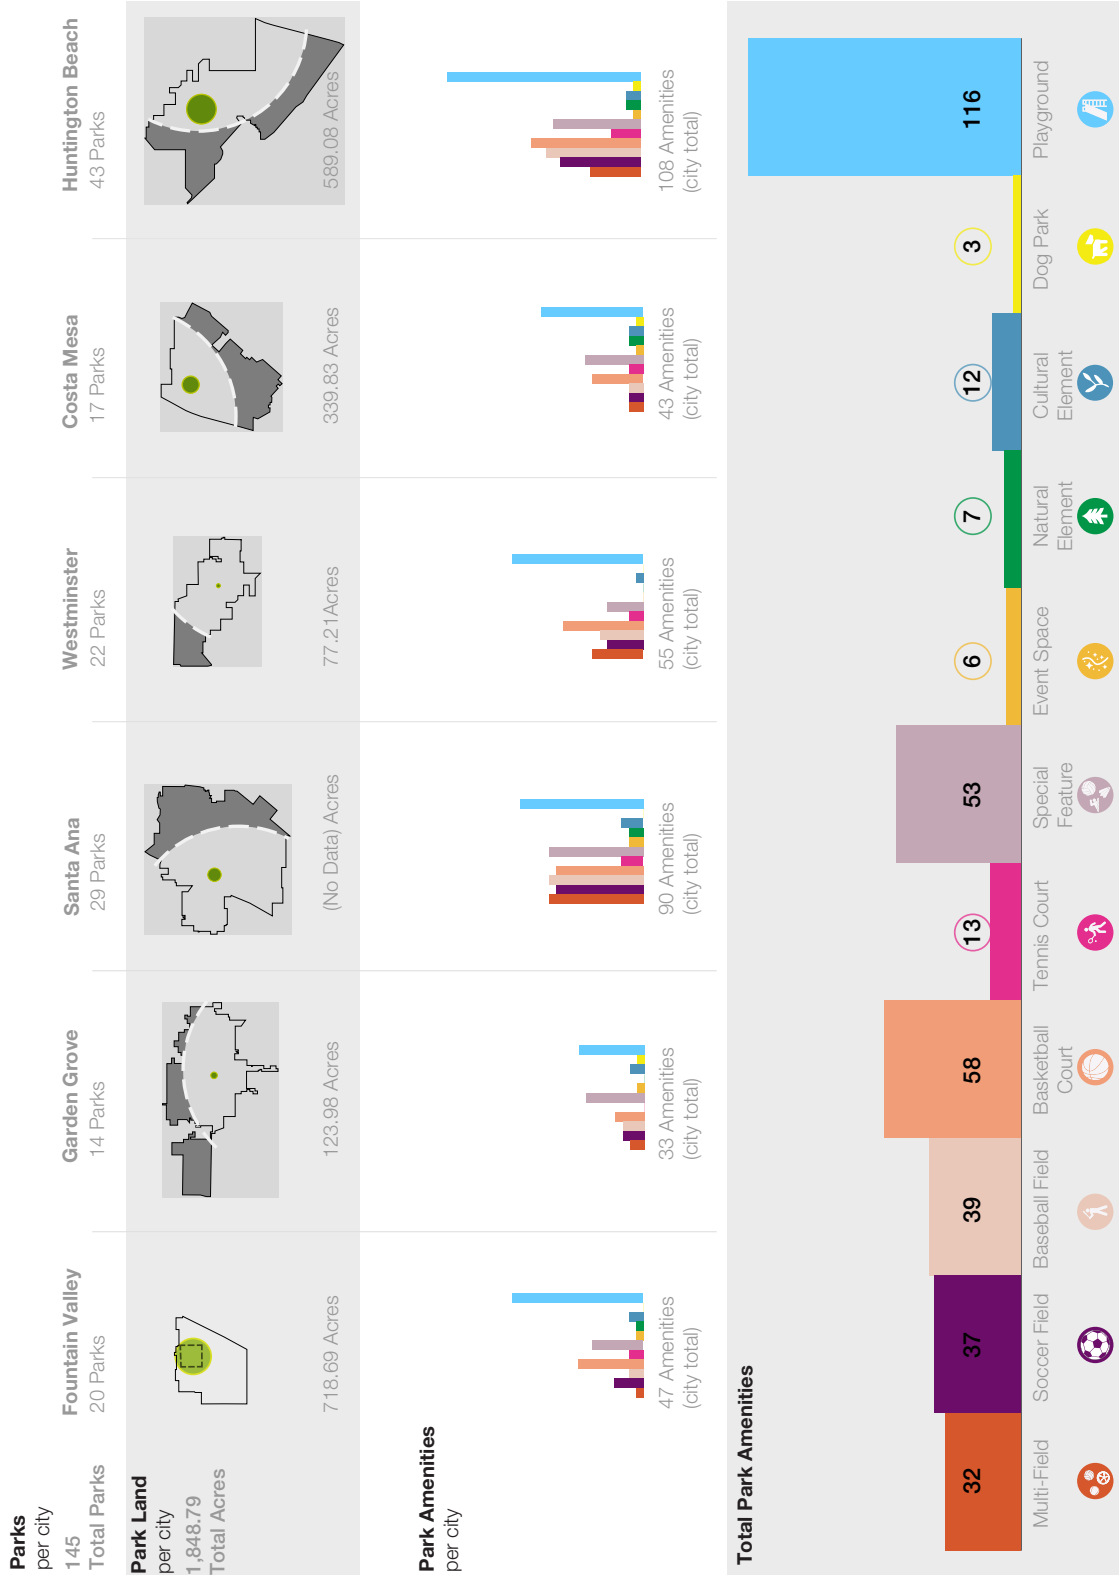 Parks
per city
145
Total Parks
Fountain Valley
20 Parks
Garden Grove
14 Parks
Santa Ana
29 Parks
Westminster
22 Parks
Costa Mesa
17 Parks
Huntington Beach
43 Parks
Park Land
per city
1,848.79
Total Acres
718.69 Acres
123.98 Acres
(No Data) Acres
77.21Acres
339.83 Acres
589.08 Acres
Park Amenities
per city
47 Amenities
(city total)
33 Amenities
(city total)
90 Amenities
(city total)
55 Amenities
(city total)
43 Amenities
(city total)
108 Amenities
(city total)
Total Park Amenities
32
37
39
58
13
53
6
7
12
3
116
Multi-Field
Soccer Field
Baseball Field
Basketball
Court
Tennis Court
Special
Feature
Event Space
Natural
Element
Cultural
Element
Dog Park
Playground